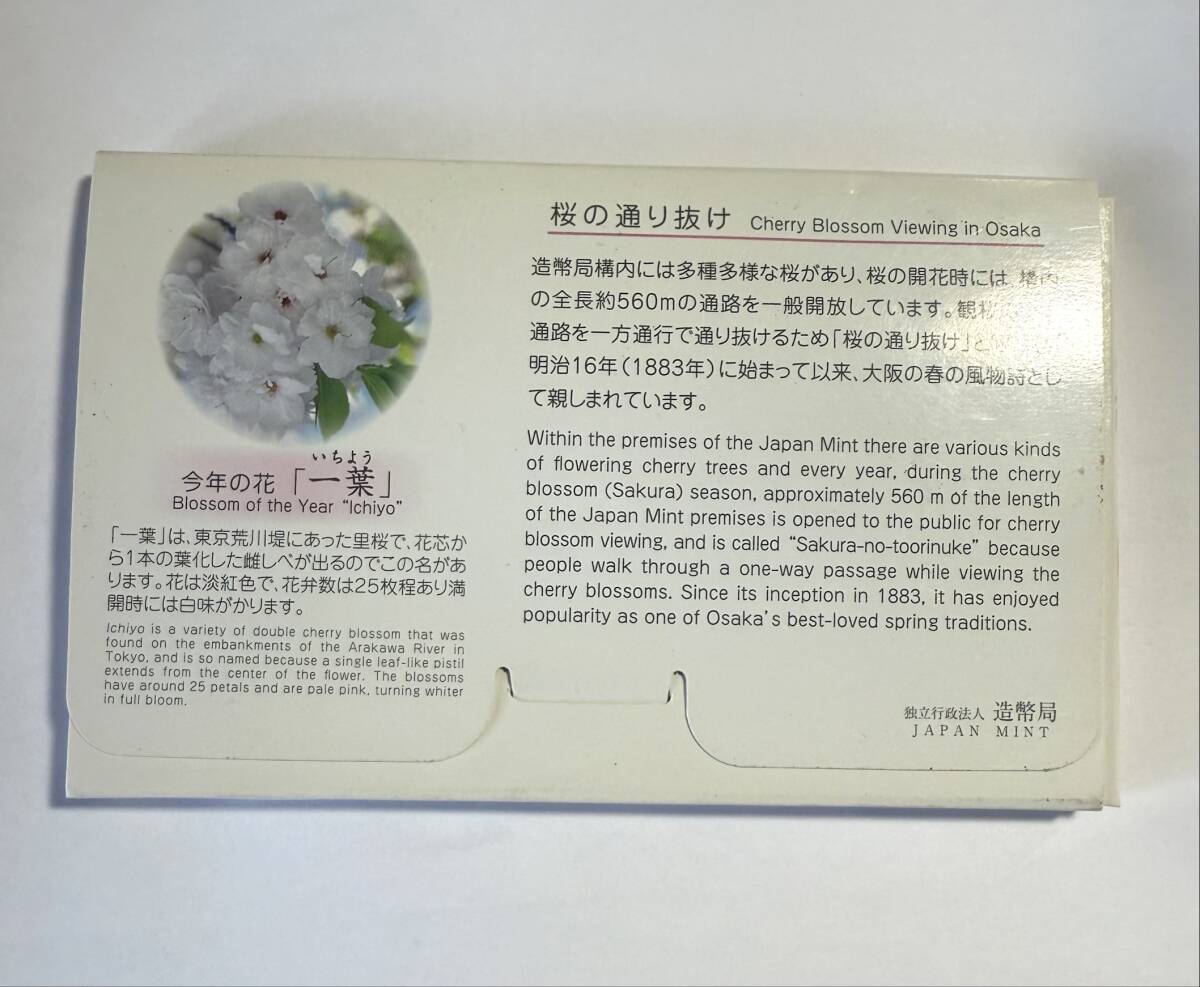 いちよう
今年の花「一葉」
Blossom of the Year "Ichiyo"
「一葉」は、東京荒川堤にあった里桜で、花芯か
ら1本の葉化した雌しべが出るのでこの名があ
ります。花は淡紅色で、花弁数は25枚程あり満
開時には白味がかります。
Ichiyo is a variety of double cherry blossom that was
found on the embankments of the Arakawa River in
Tokyo, and is so named because a single leaf-like pistil
extends from the center of the flower. The blossoms
have around 25 petals and are pale pink, turning whiter
in full bloom.
桜の通り抜け Cherry Blossom Viewing in Osaka
造幣局構内には多種多様な桜があり、桜の開花時には、構内
の全長約560mの通路を一般開放しています。観桜
通路を一方通行で通り抜けるため「桜の通り抜け」と
明治16年(1883年)に始まって以来、大阪の春の風物詩とし
て親しまれています。
Within the premises of the Japan Mint there are various kinds
of flowering cherry trees and every year, during the cherry
blossom (Sakura) season, approximately 560 m of the length
of the Japan Mint premises is opened to the public for cherry
blossom viewing, and is called "Sakura-no-toorinuke" because
people walk through a one-way passage while viewing the
cherry blossoms. Since its inception in 1883, it has enjoyed
popularity as one of Osaka's best-loved spring traditions.
独立行政法人 造幣局
JAPAN MINT